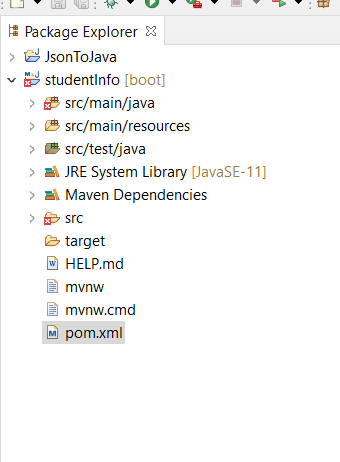 Package Explorer
JsonToJava
studentInfo [boot]
src/main/java
src/main/resources
src/test/java
JRE System Library [JavaSE-11]
Maven Dependencies
src
target
HELP.md
mvnw
mvnw.cmd
pom.xml